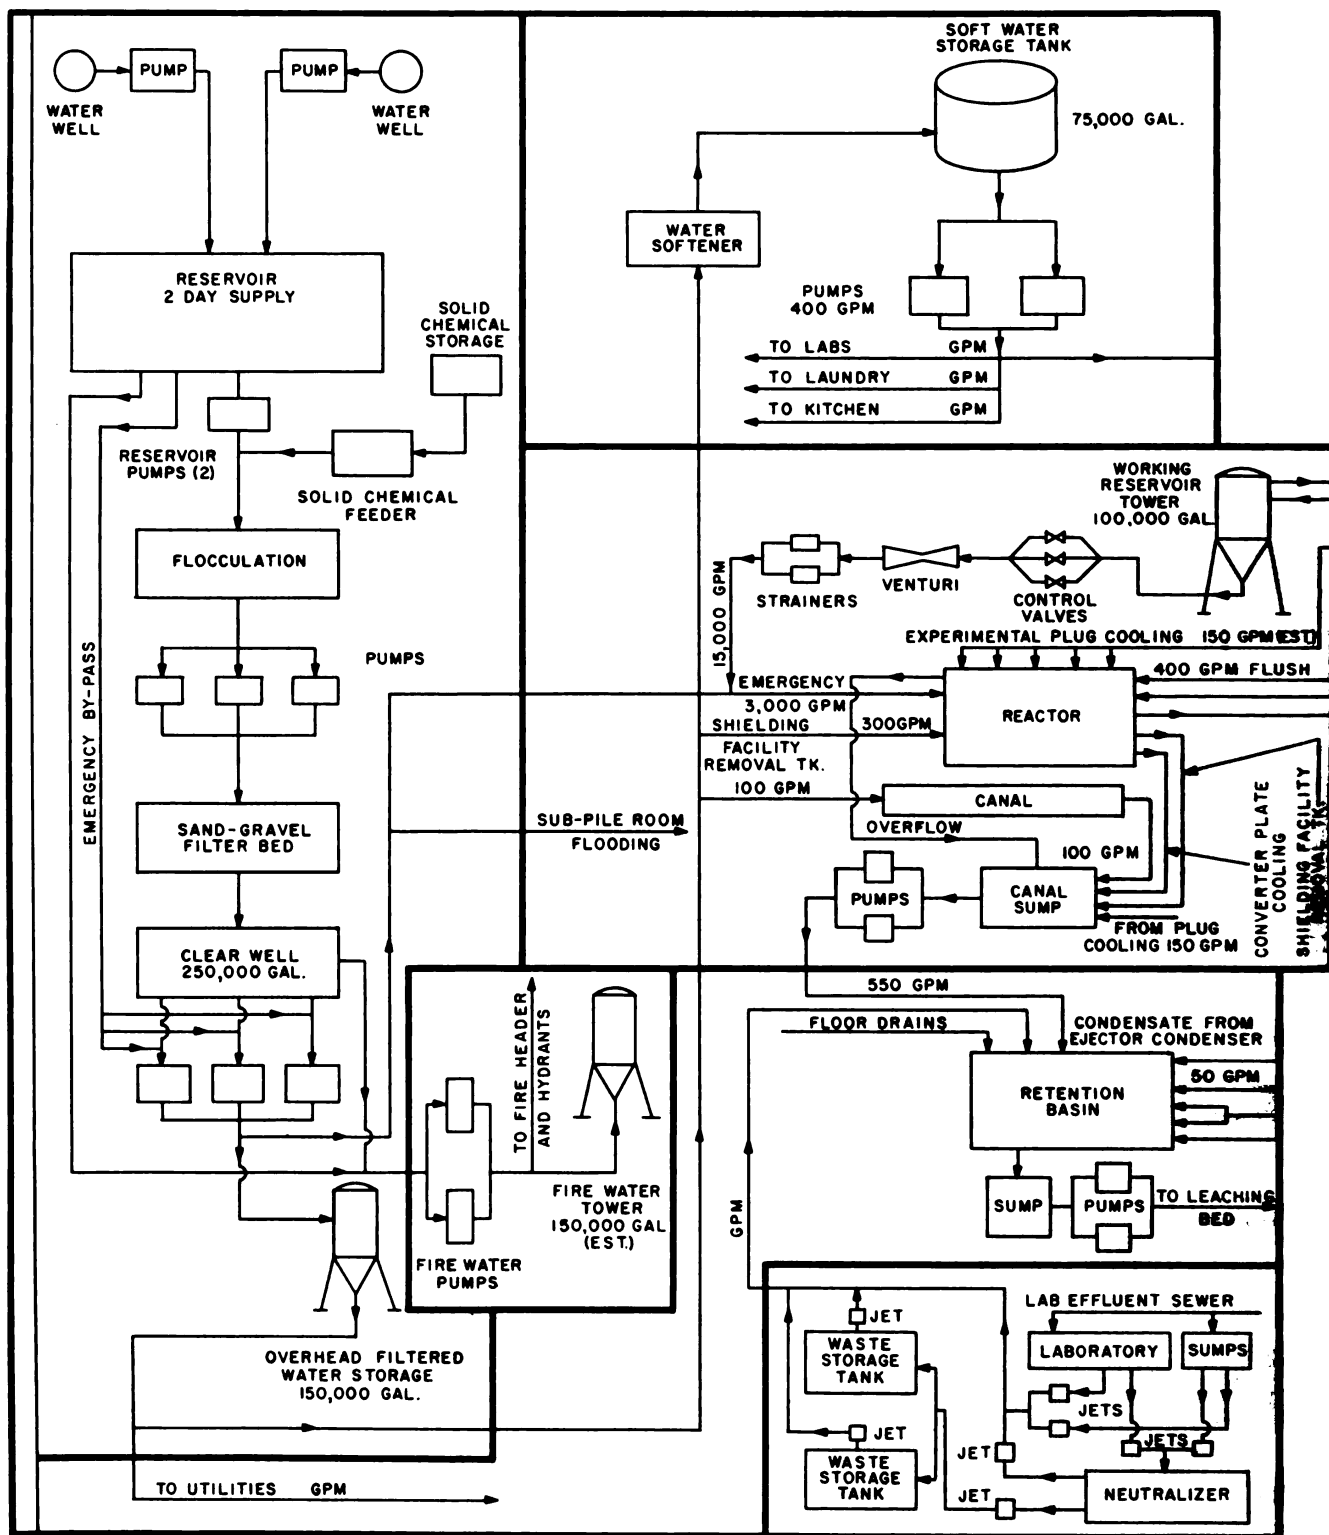 PUMP
PUMP
WATER
WELL
WATER
WELL
SOFT WATER
STORAGE TANK
75,000 GAL.
WATER
SOFTENER
RESERVOIR
2 DAY SUPPLY
PUMPS
400 GPM
SOLID
CHEMICAL
STORAGE
TO LABS GPM
TO LAUNDRY GPM
TO KITCHEN GPM
RESERVOIR
PUMPS (2)
SOLID CHEMICAL
FEEDER
WORKING
RESERVOIR
TOWER
100,000 GAL
FLOCCULATION
STRAINERS
VENTURI
CONTROL
VALVES
15,000 GPM
EXPERIMENTAL PLUG COOLING 150 GPM (EST)
PUMPS
EMERGENCY BY-PASS
400 GPM FLUSH
EMERGENCY
3,000 GPM
REACTOR
SHIELDING 300GPM
FACILITY
REMOVAL TK.
100 GPM
CANAL
SUB-PILE ROOM
FLOODING
OVERFLOW
100 GPM
SAND-GRAVEL
FILTER BED
PUMPS
CANAL
SUMP
FROM PLUG
COOLING 150 GPM
CONVERTER PLATE
COOLING
SHIELDING FACILITY
REMOVAL TK.
CLEAR WELL
250,000 GAL.
550 GPM
FLOOR DRAINS
CONDENSATE FROM
EJECTOR CONDENSER
50 GPM
RETENTION
BASIN
TO FIRE HEADER
AND HYDRANTS
FIRE WATER
TOWER
150,000 GAL
(EST.)
FIRE WATER
PUMPS
GPM
SUMP
PUMPS
TO LEACHING
BED
OVERHEAD FILTERED
WATER STORAGE
150,000 GAL.
LAB EFFLUENT SEWER
JET
WASTE
STORAGE
TANK
LABORATORY
SUMPS
JETS
JET
JETS
JET
WASTE
STORAGE
TANK
JET
NEUTRALIZER
TO UTILITIES GPM